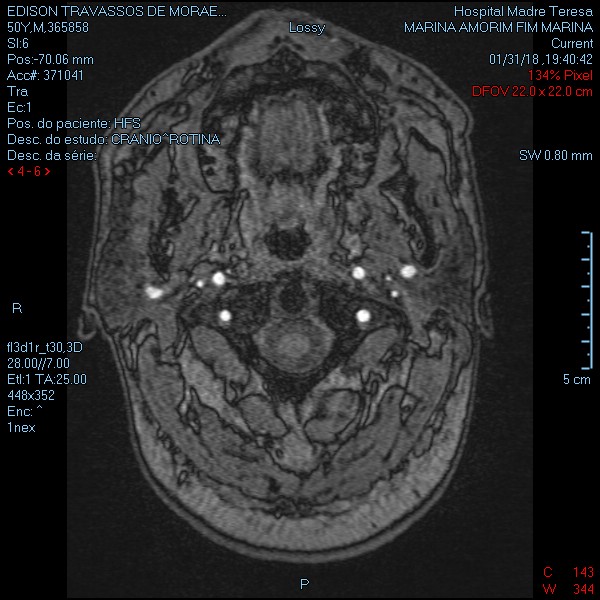 EDISON TRAVASSOS DE MORAE...
50Y,M,365858
Sl:6
Pos:-70.06 mm
Acc#: 371041
Tra
Ec:1
Pos. do paciente: HFS
Desc. do estudo: CRANIO^ROTINA
Desc. da série:
< 4 - 6 >
Lossy
Hospital Madre Teresa
MARINA AMORIM FIM MARINA
Current
01/31/18 ,19:40:42
134% Pixel
DFOV 22.0 x 22.0 cm
SW 0.80 mm
R
fl3d1r_t30,3D
28.00//7.00
Etl:1 TA:25.00
448x352
Enc: ^
1nex
5 cm
P
C 143
W 344